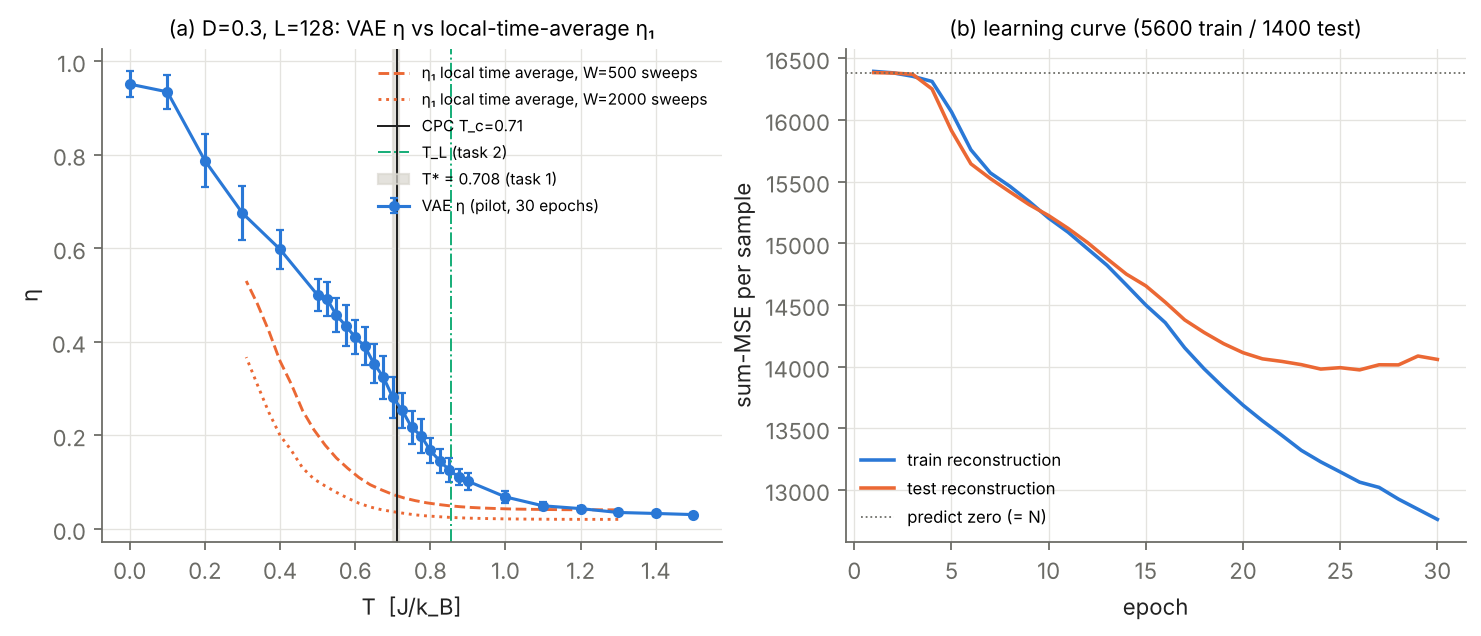 (a) D=0.3, L=128: VAE η vs local-time-average η₁
η₁ local time average, W=500 sweeps
η₁ local time average, W=2000 sweeps
CPC T_c=0.71
T_L (task 2)
T* = 0.708 (task 1)
VAE η (pilot, 30 epochs)
1.0
0.8
0.6
0.4
0.2
0.0
η
0.0 0.2 0.4 0.6 0.8 1.0 1.2 1.4
T [J/k_B]
(b) learning curve (5600 train / 1400 test)
16500
16000
15500
15000
14500
14000
13500
13000
sum-MSE per sample
train reconstruction
test reconstruction
predict zero (= N)
0 5 10 15 20 25 30
epoch